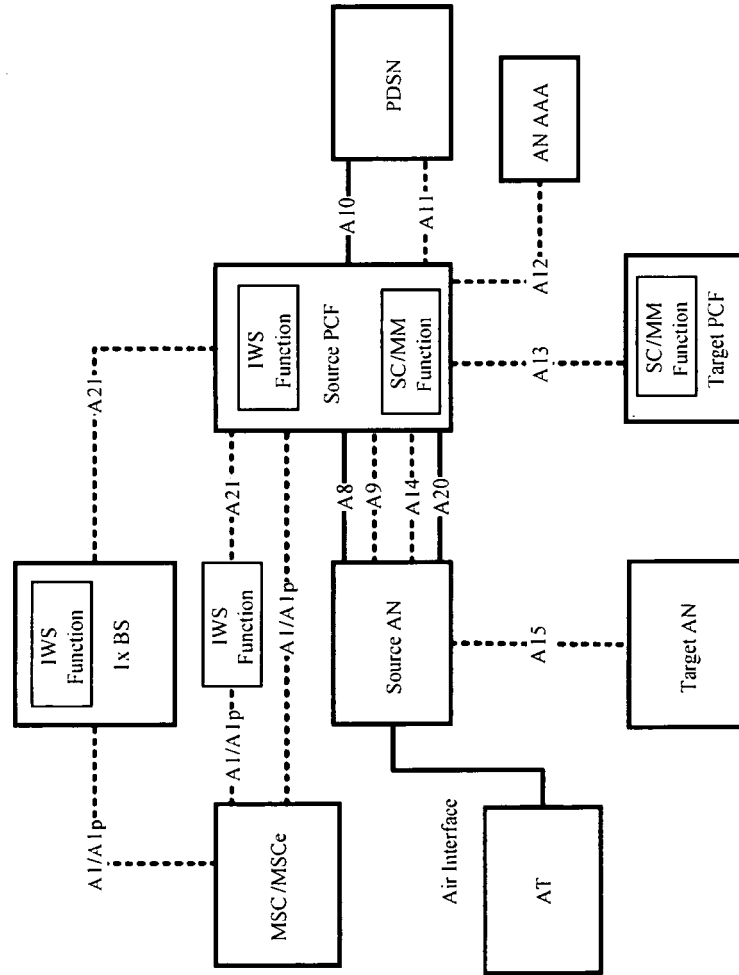 IWS
Function
1x BS
A1/A1p
A21
MSC/MSCe
A1/A1p
IWS
Function
A21
A1/A1p
IWS
Function
Source PCF
SC/MM
Function
A10
A11
PDSN
A8
A9
A14
A20
Source AN
Air Interface
AT
A12
AN AAA
A13
A15
Target AN
SC/MM
Function
Target PCF